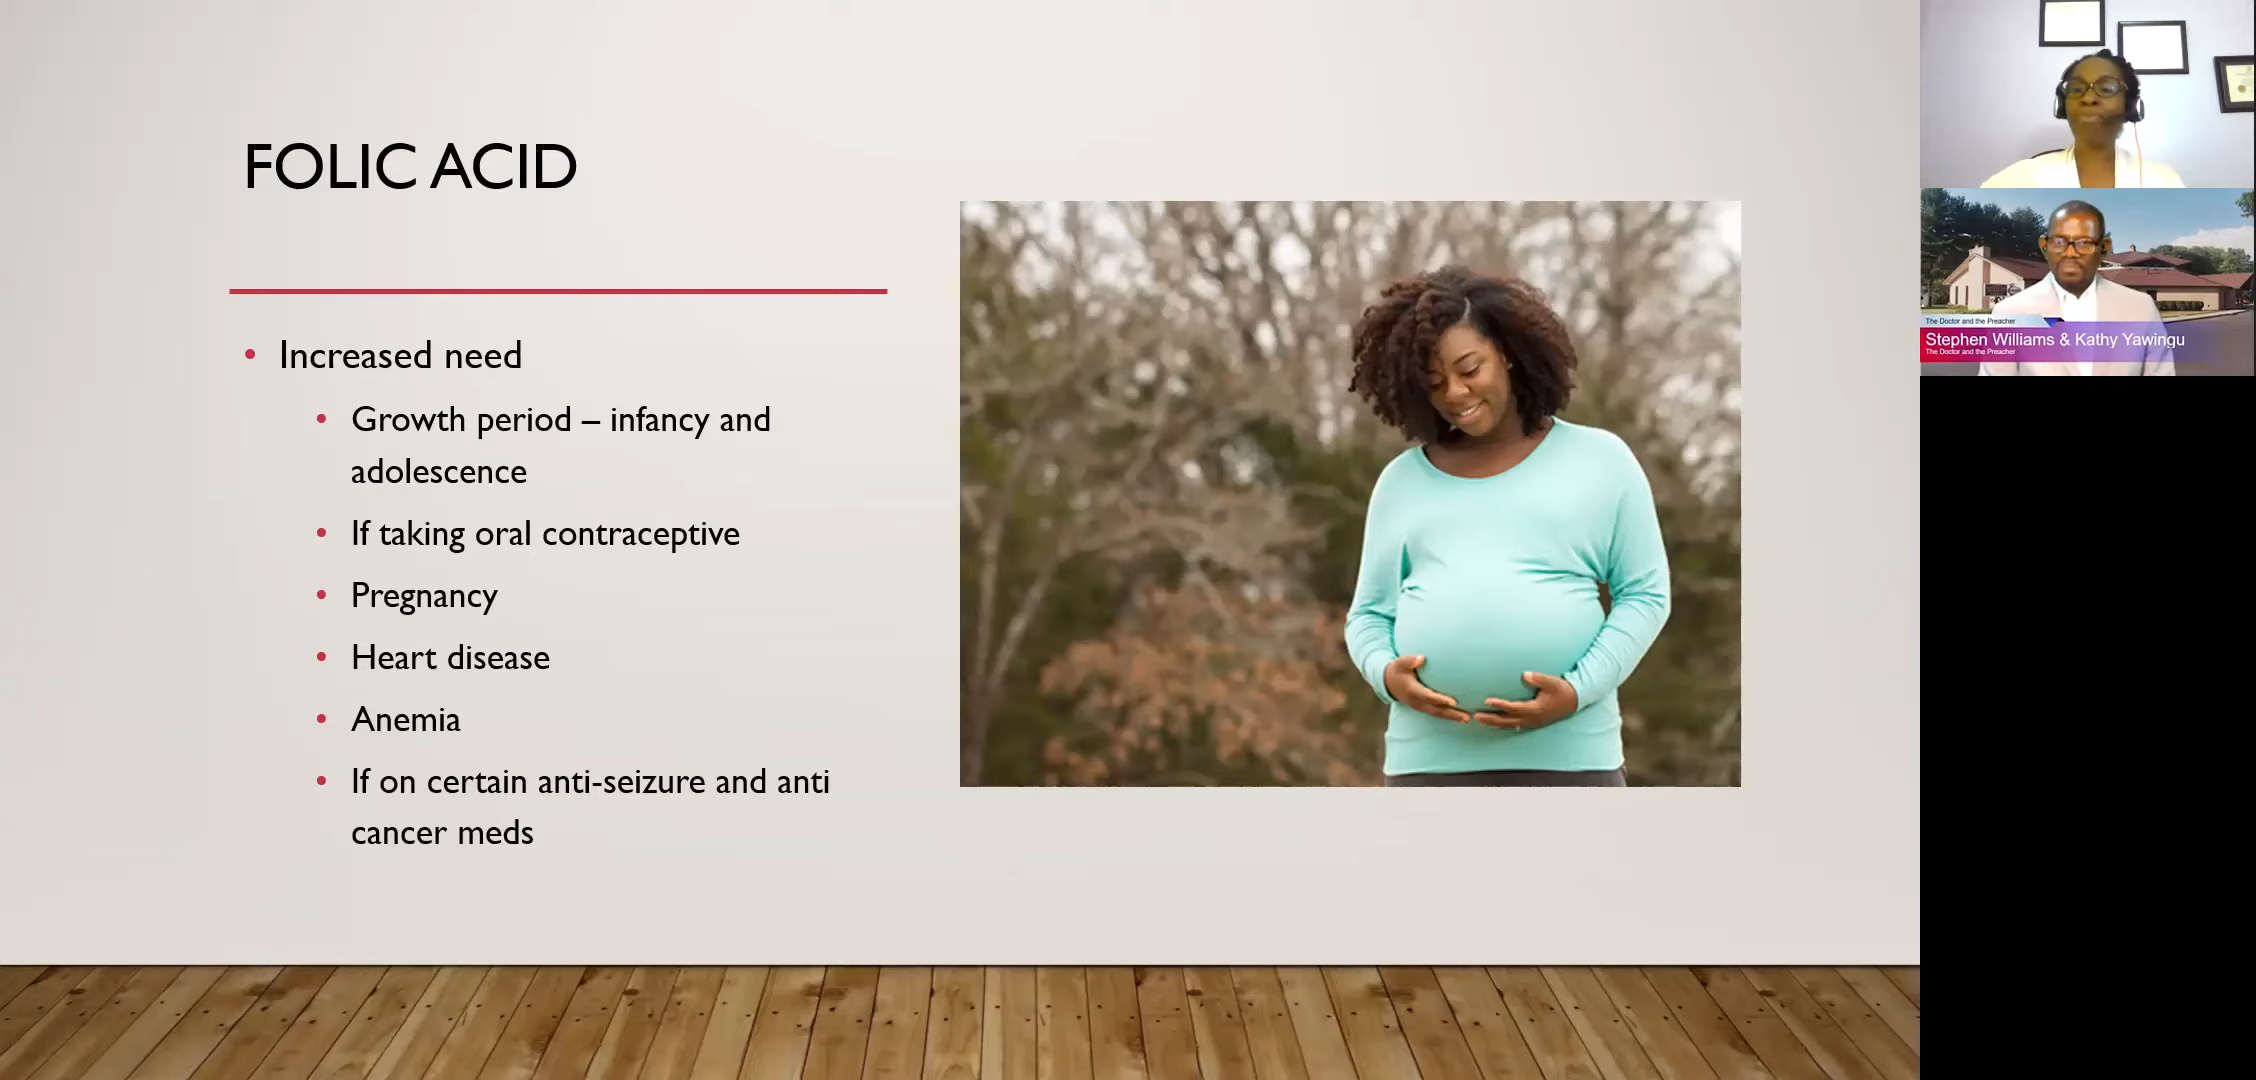 FOLIC ACID
• Increased need
• Growth period – infancy and
adolescence
• If taking oral contraceptive
• Pregnancy
• Heart disease
• Anemia
• If on certain anti-seizure and anti
cancer meds
The Doctor and the Preacher
Stephen Williams & Kathy Yawingu
The Doctor and the Preacher